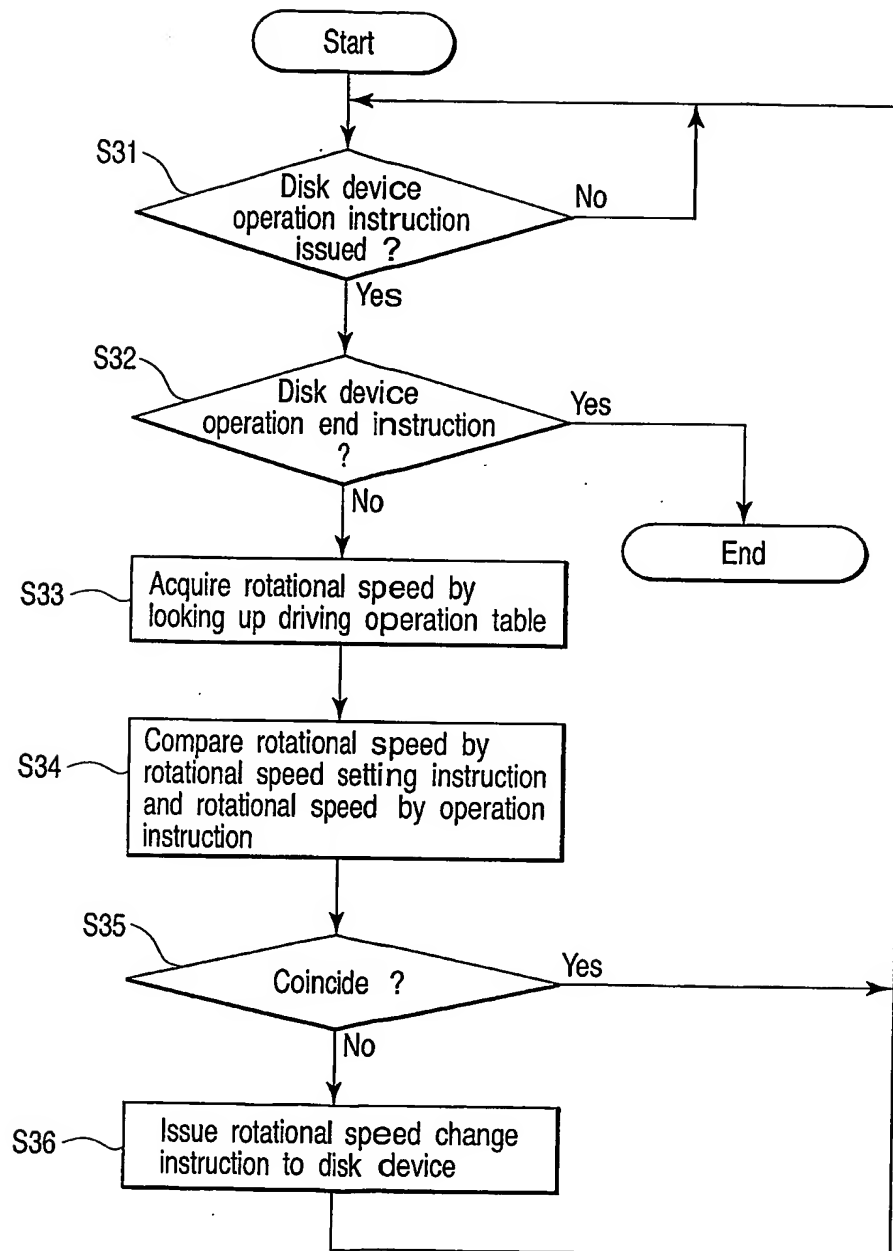 Start
S31
Disk device
operation instruction
issued ?
No
Yes
S32
Disk device
operation end instruction
?
Yes
No
End
S33
Acquire rotational speed by
looking up driving operation table
S34
Compare rotational speed by
rotational speed setting instruction
and rotational speed by operation
instruction
S35
Coincide ?
Yes
No
S36
Issue rotational speed change
instruction to disk device